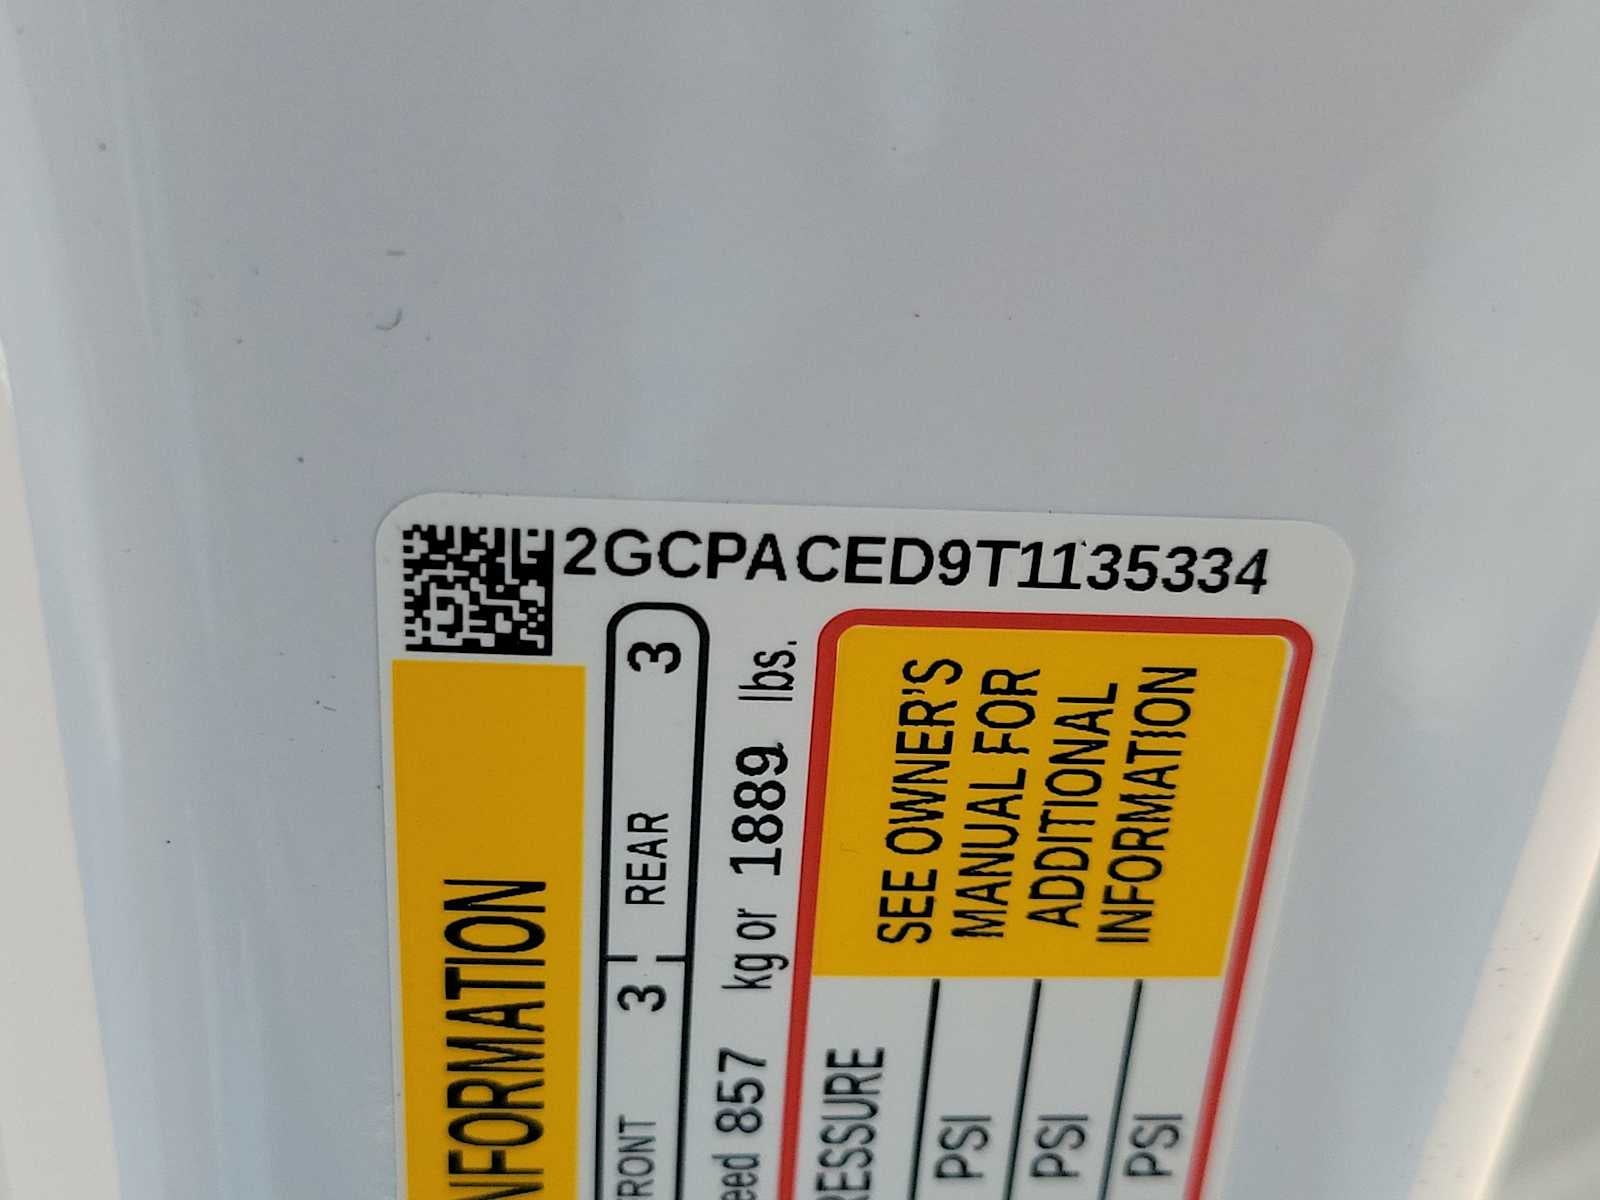 2GCPACED9T1135334
NFORMATION
FRONT 3 REAR 3
eed 857 kg or 1889 lbs.
RESSURE
SEE OWNER'S
MANUAL FOR
ADDITIONAL
INFORMATION
PSI
PSI
PSI